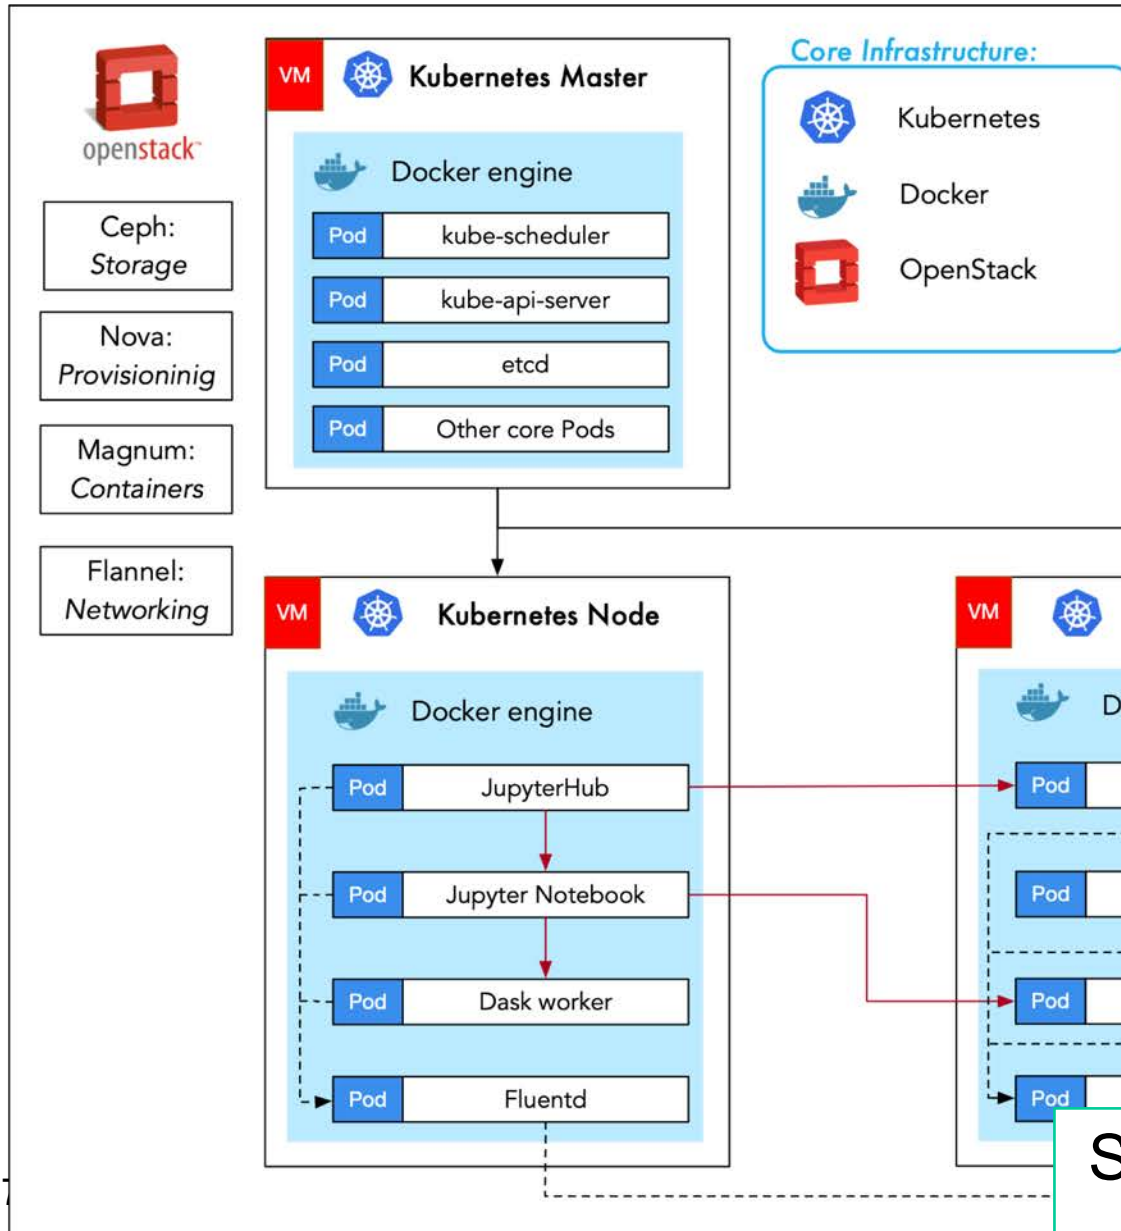 openstack
Ceph:
Storage
Nova:
Provisioninig
Magnum:
Containers
Flannel:
Networking
VM
Kubernetes Master
Docker engine
Pod kube-scheduler
Pod kube-api-server
Pod etcd
Pod Other core Pods
Core Infrastructure:
Kubernetes
Docker
OpenStack
VM
Kubernetes Node
Docker engine
Pod JupyterHub
Pod Jupyter Notebook
Pod Dask worker
Pod Fluentd
VM
D
Pod
Pod
Pod
Pod
S